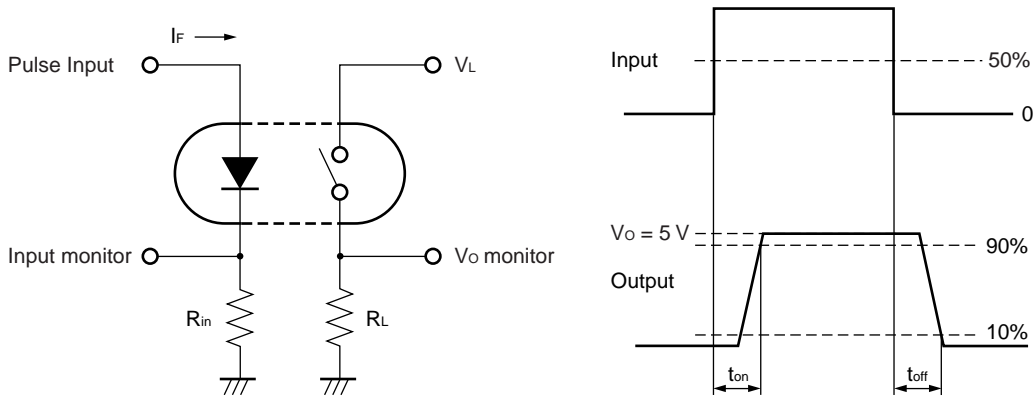 IF
Pulse Input
VL
Input monitor
VO monitor
Rin
RL
Input
50%
0
VO = 5 V
90%
Output
10%
ton
toff